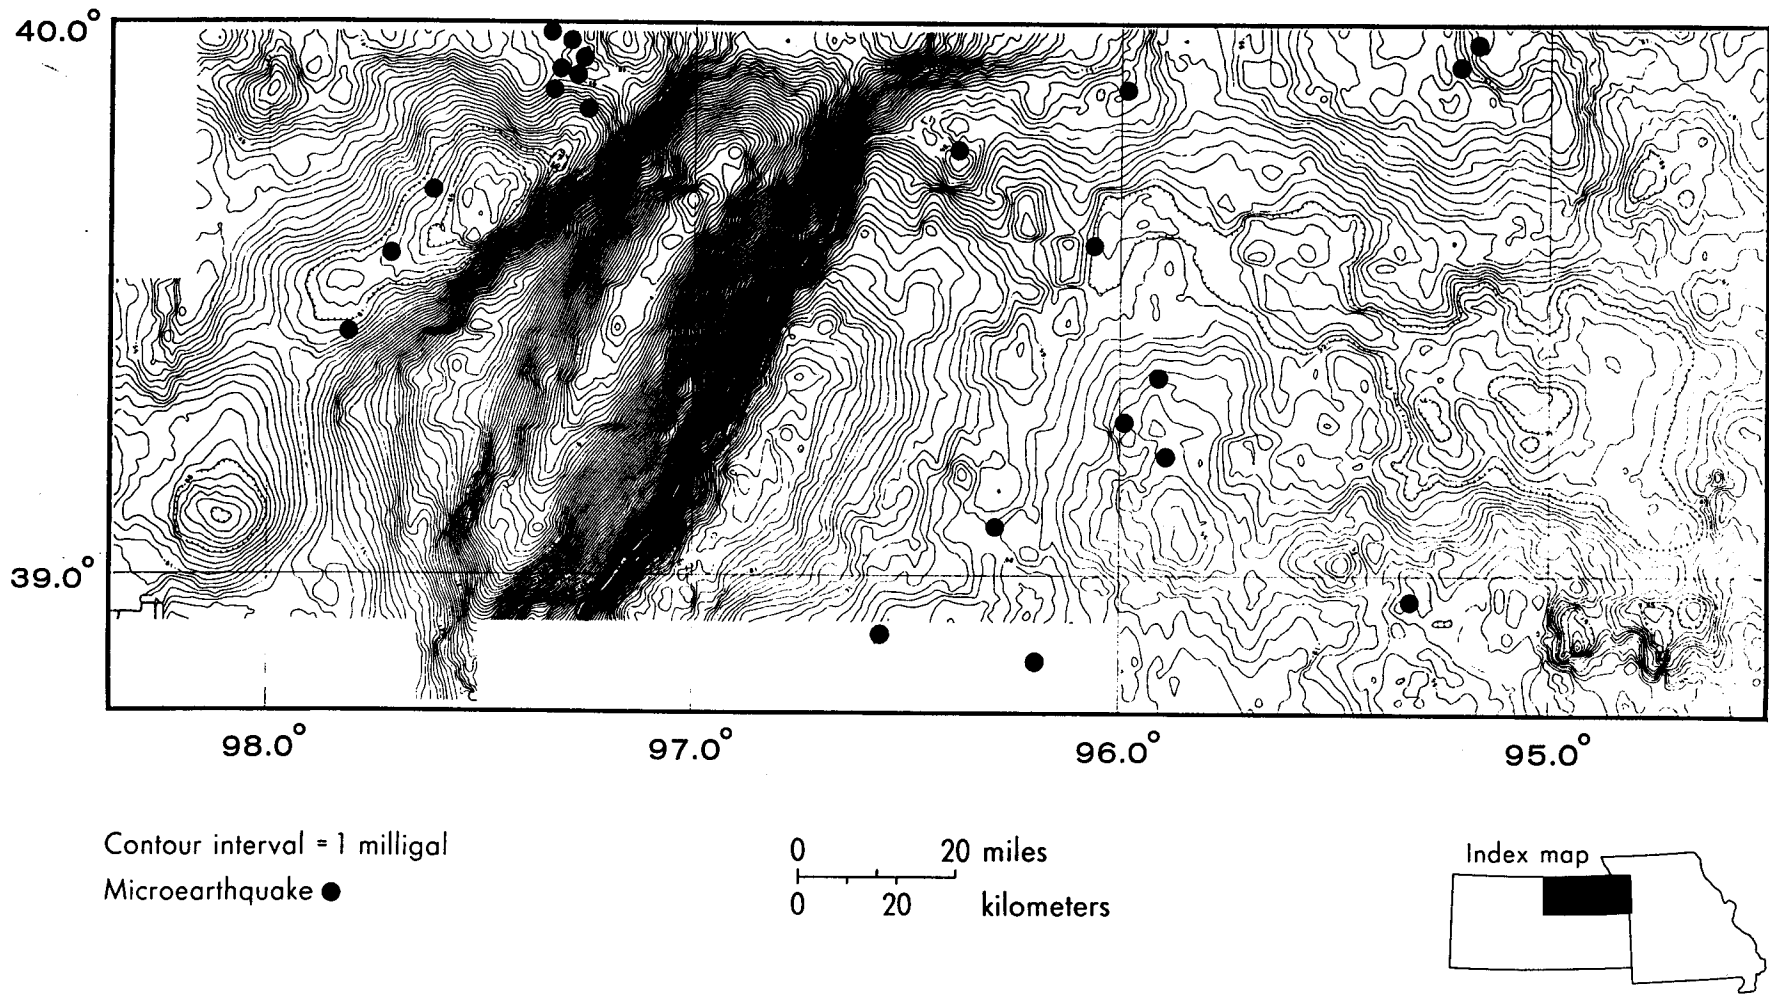 40.0°
39.0°
98.0° 97.0° 96.0° 95.0°
Contour interval = 1 milligal
Microearthquake
0 20 miles
0 20 kilometers
Index map